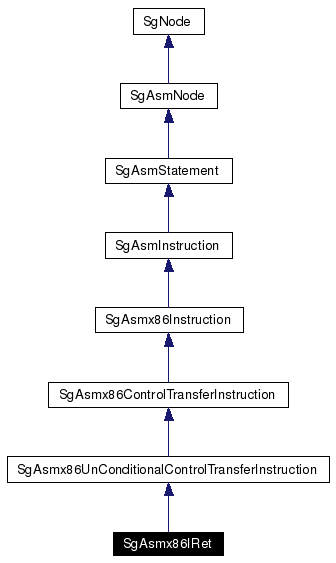 SgNode
SgAsmNode
SgAsmStatement
SgAsmInstruction
SgAsmx86Instruction
SgAsmx86ControlTransferInstruction
SgAsmx86UnConditionalControlTransferInstruction
SgAsmx86IRet